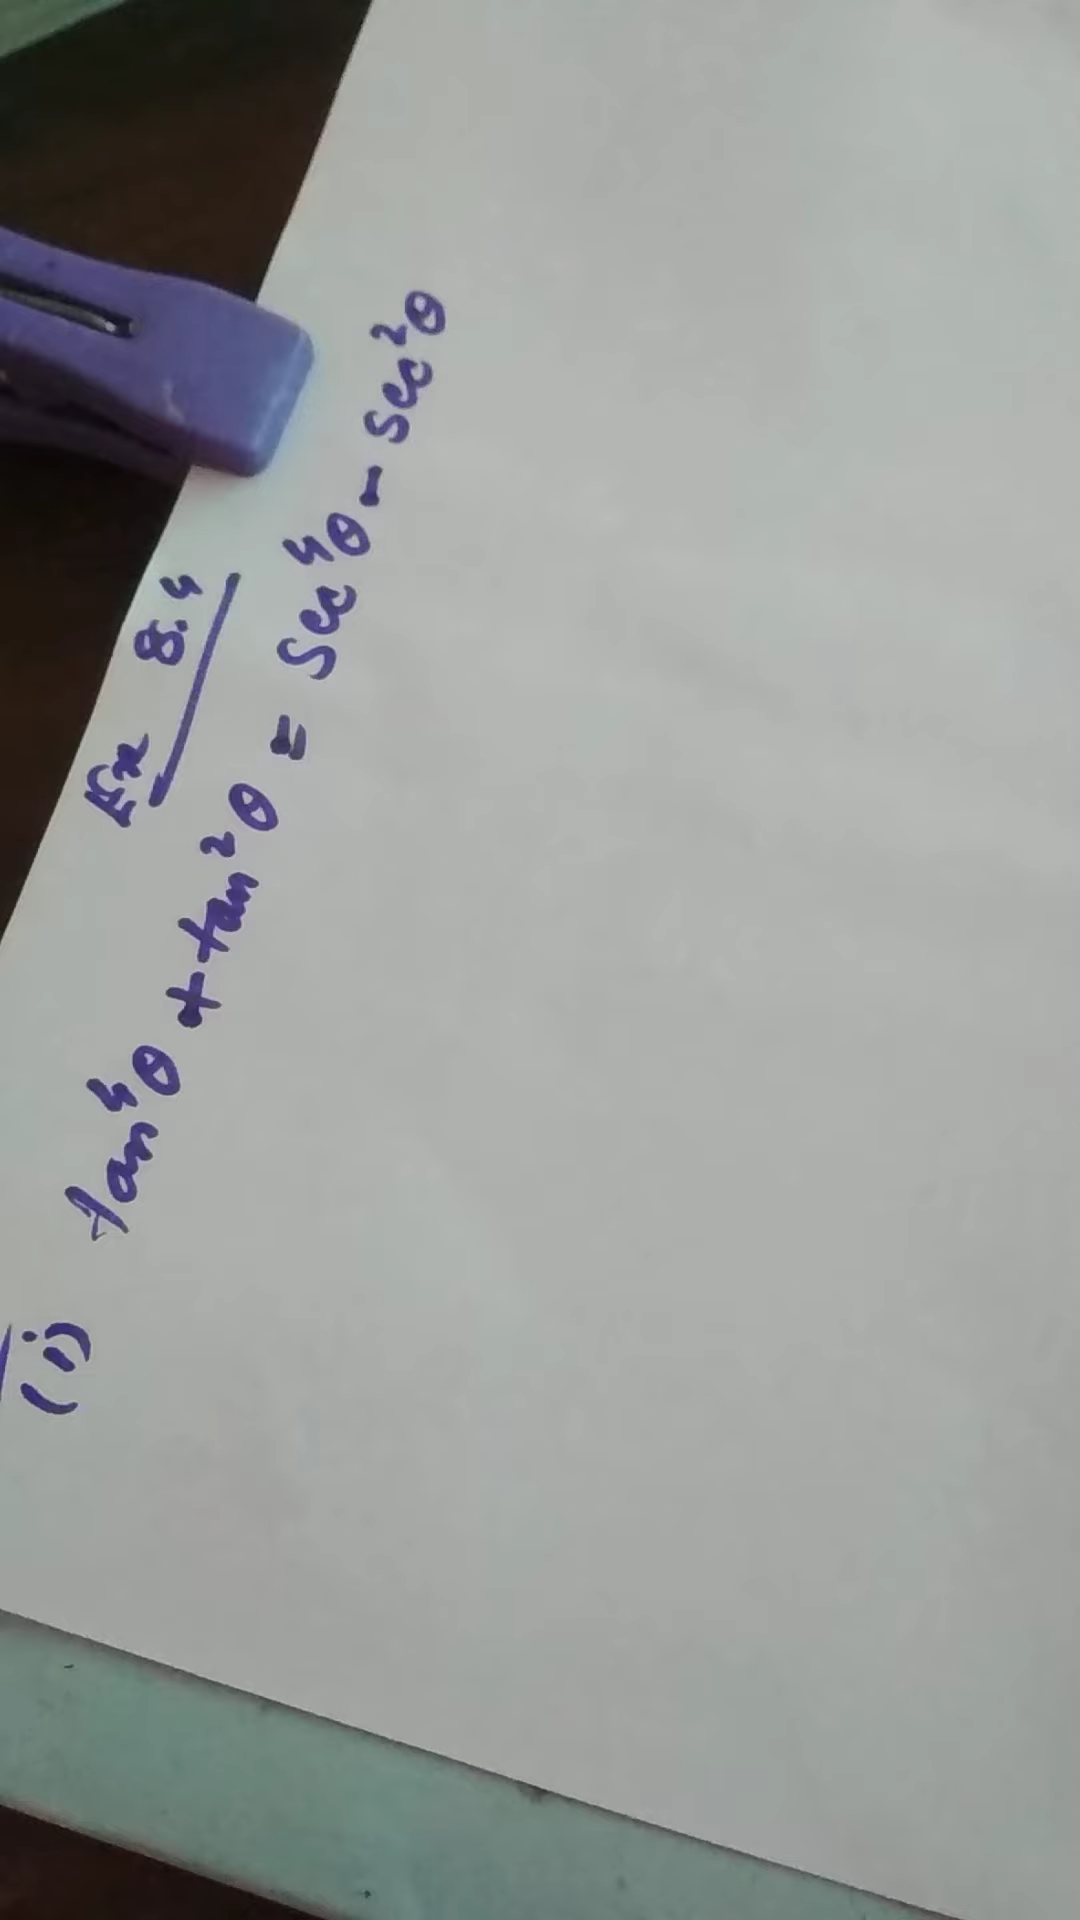 Ex 8.4
(i) tan⁴θ + tan²θ = Sec⁴θ - Sec²θ